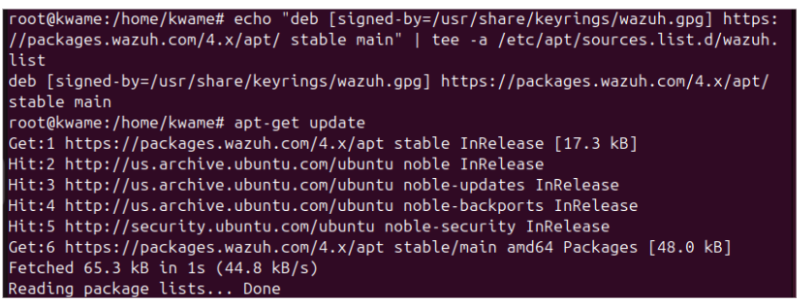 root@kwame:/home/kwame# echo "deb [signed-by=/usr/share/keyrings/wazuh.gpg] https:
//packages.wazuh.com/4.x/apt/ stable main" | tee -a /etc/apt/sources.list.d/wazuh.
list
deb [signed-by=/usr/share/keyrings/wazuh.gpg] https://packages.wazuh.com/4.x/apt/
stable main
root@kwame:/home/kwame# apt-get update
Get:1 https://packages.wazuh.com/4.x/apt stable InRelease [17.3 kB]
Hit:2 http://us.archive.ubuntu.com/ubuntu noble InRelease
Hit:3 http://us.archive.ubuntu.com/ubuntu noble-updates InRelease
Hit:4 http://us.archive.ubuntu.com/ubuntu noble-backports InRelease
Hit:5 http://security.ubuntu.com/ubuntu noble-security InRelease
Get:6 https://packages.wazuh.com/4.x/apt stable/main amd64 Packages [48.0 kB]
Fetched 65.3 kB in 1s (44.8 kB/s)
Reading package lists... Done